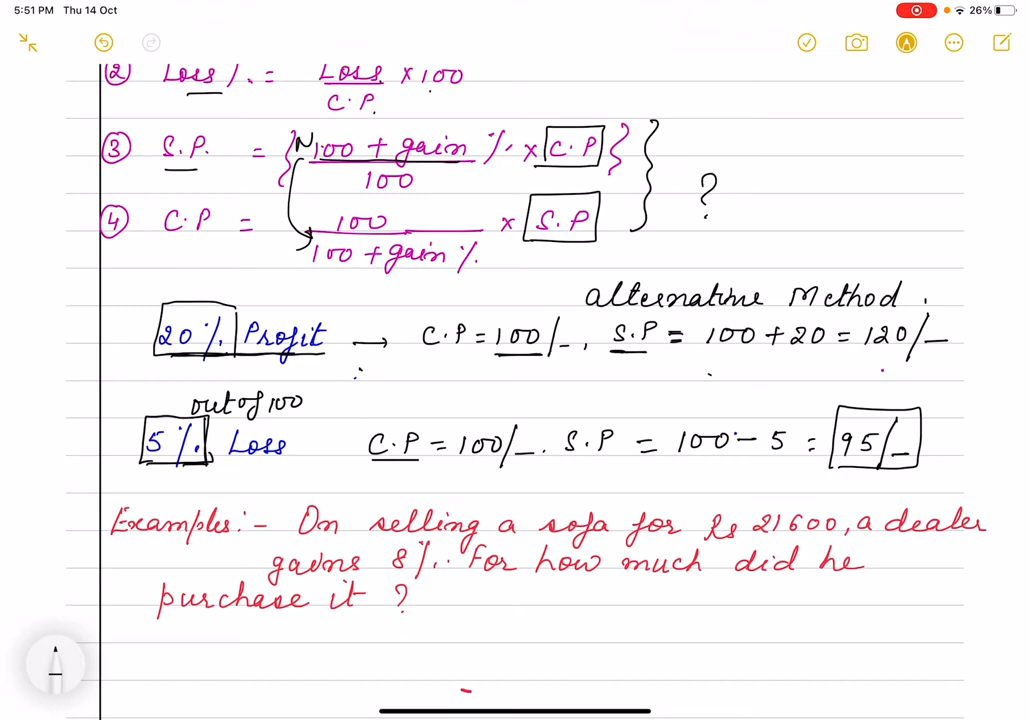 5:51 PM Thu 14 Oct
26%
② Loss % = Loss / C.P. × 100
③ S.P. = { 100 + gain % / 100 × C.P }
④ C.P = 100 / 100 + gain % × S.P
?
alternative Method.
20% Profit → C.P = 100/-, S.P = 100 + 20 = 120/-
out of 100
5% Loss C.P = 100/-. S.P = 100 - 5 = 95/-
Examples:- On selling a sofa for Rs 21600, a dealer
gains 8%. For how much did he
purchase it ?